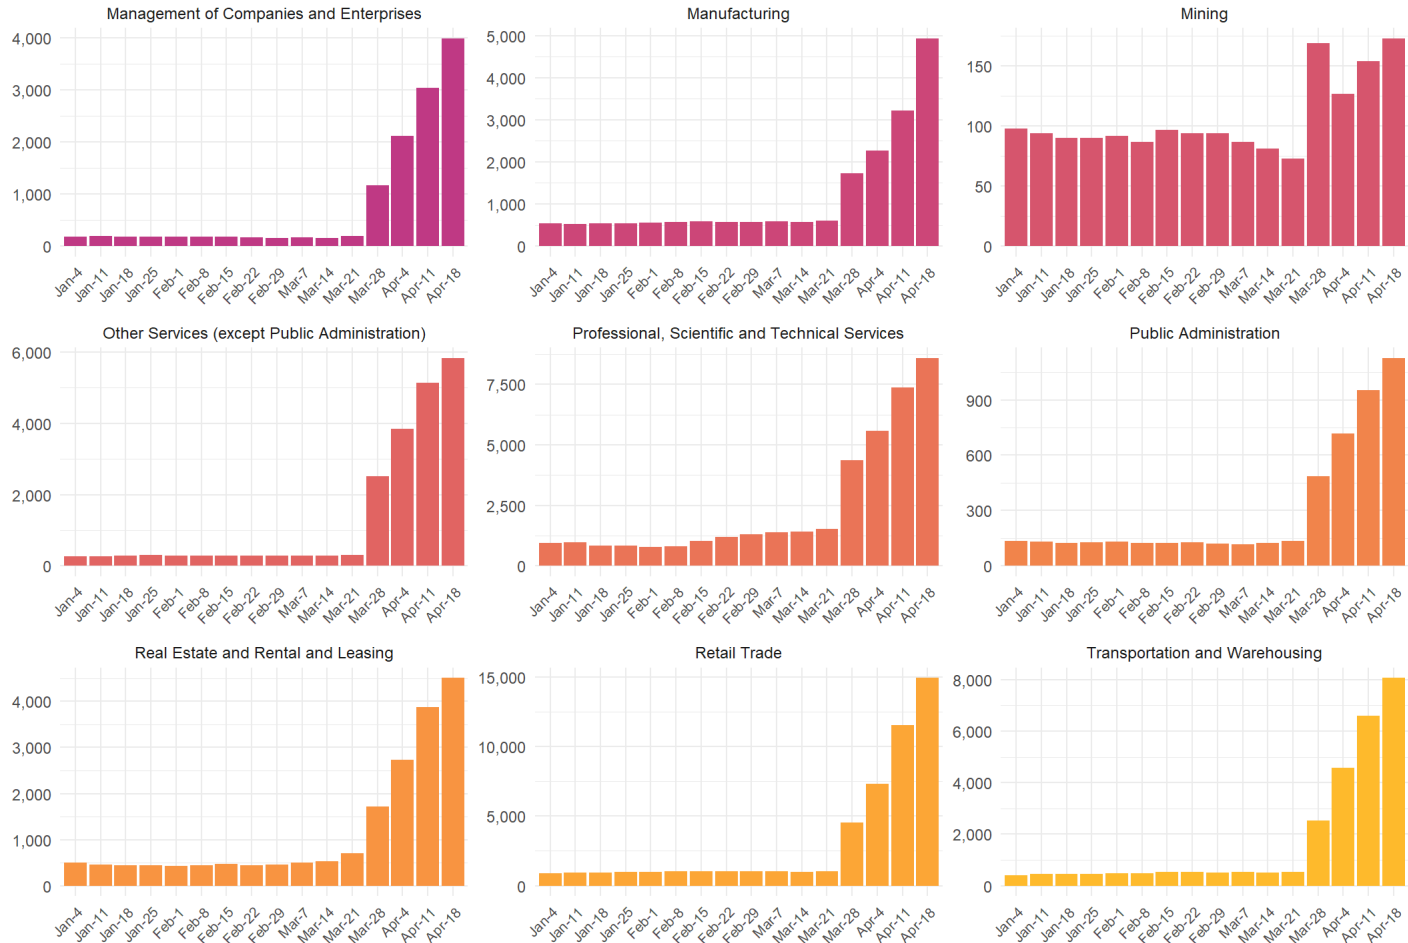 Management of Companies and Enterprises
4,000
3,000
2,000
1,000
0
Jan-4 Jan-11 Jan-18 Jan-25 Feb-1 Feb-8 Feb-15 Feb-22 Feb-29 Mar-7 Mar-14 Mar-21 Mar-28 Apr-4 Apr-11 Apr-18
Manufacturing
5,000
4,000
3,000
2,000
1,000
0
Jan-4 Jan-11 Jan-18 Jan-25 Feb-1 Feb-8 Feb-15 Feb-22 Feb-29 Mar-7 Mar-14 Mar-21 Mar-28 Apr-4 Apr-11 Apr-18
Mining
150
100
50
0
Jan-4 Jan-11 Jan-18 Jan-25 Feb-1 Feb-8 Feb-15 Feb-22 Feb-29 Mar-7 Mar-14 Mar-21 Mar-28 Apr-4 Apr-11 Apr-18
Other Services (except Public Administration)
6,000
4,000
2,000
0
Jan-4 Jan-11 Jan-18 Jan-25 Feb-1 Feb-8 Feb-15 Feb-22 Feb-29 Mar-7 Mar-14 Mar-21 Mar-28 Apr-4 Apr-11 Apr-18
Professional, Scientific and Technical Services
7,500
5,000
2,500
0
Jan-4 Jan-11 Jan-18 Jan-25 Feb-1 Feb-8 Feb-15 Feb-22 Feb-29 Mar-7 Mar-14 Mar-21 Mar-28 Apr-4 Apr-11 Apr-18
Public Administration
900
600
300
0
Jan-4 Jan-11 Jan-18 Jan-25 Feb-1 Feb-8 Feb-15 Feb-22 Feb-29 Mar-7 Mar-14 Mar-21 Mar-28 Apr-4 Apr-11 Apr-18
Real Estate and Rental and Leasing
4,000
3,000
2,000
1,000
0
Jan-4 Jan-11 Jan-18 Jan-25 Feb-1 Feb-8 Feb-15 Feb-22 Feb-29 Mar-7 Mar-14 Mar-21 Mar-28 Apr-4 Apr-11 Apr-18
Retail Trade
15,000
10,000
5,000
0
Jan-4 Jan-11 Jan-18 Jan-25 Feb-1 Feb-8 Feb-15 Feb-22 Feb-29 Mar-7 Mar-14 Mar-21 Mar-28 Apr-4 Apr-11 Apr-18
Transportation and Warehousing
8,000
6,000
4,000
2,000
0
Jan-4 Jan-11 Jan-18 Jan-25 Feb-1 Feb-8 Feb-15 Feb-22 Feb-29 Mar-7 Mar-14 Mar-21 Mar-28 Apr-4 Apr-11 Apr-18